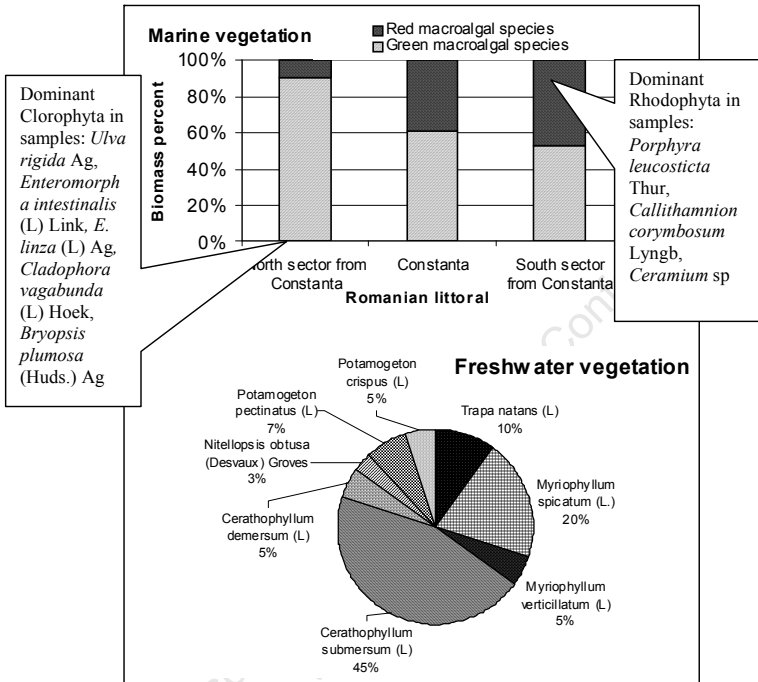 Marine vegetation
Red macroalgal species
Green macroalgal species
100%
80%
60%
40%
20%
0%
Biomass percent
North sector from
Constanta
Constanta
South sector
from Constanta
Romanian littoral
Dominant
Clorophyta in
samples: Ulva
rigida Ag,
Enteromorph
a intestinalis
(L) Link, E.
linza (L) Ag,
Cladophora
vagabunda
(L) Hoek,
Bryopsis
plumosa
(Huds.) Ag
Dominant
Rhodophyta in
samples:
Porphyra
leucosticta
Thur,
Callithamnion
corymbosum
Lyngb,
Ceramium sp
Freshwater vegetation
Potamogeton
crispus (L)
5%
Potamogeton
pectinatus (L)
7%
Nitellopsis obtusa
(Desvaux) Groves
3%
Cerathophyllum
demersum (L)
5%
Cerathophyllum
submersum (L)
45%
Trapa natans (L)
10%
Myriophyllum
spicatum (L.)
20%
Myriophyllum
verticillatum (L)
5%